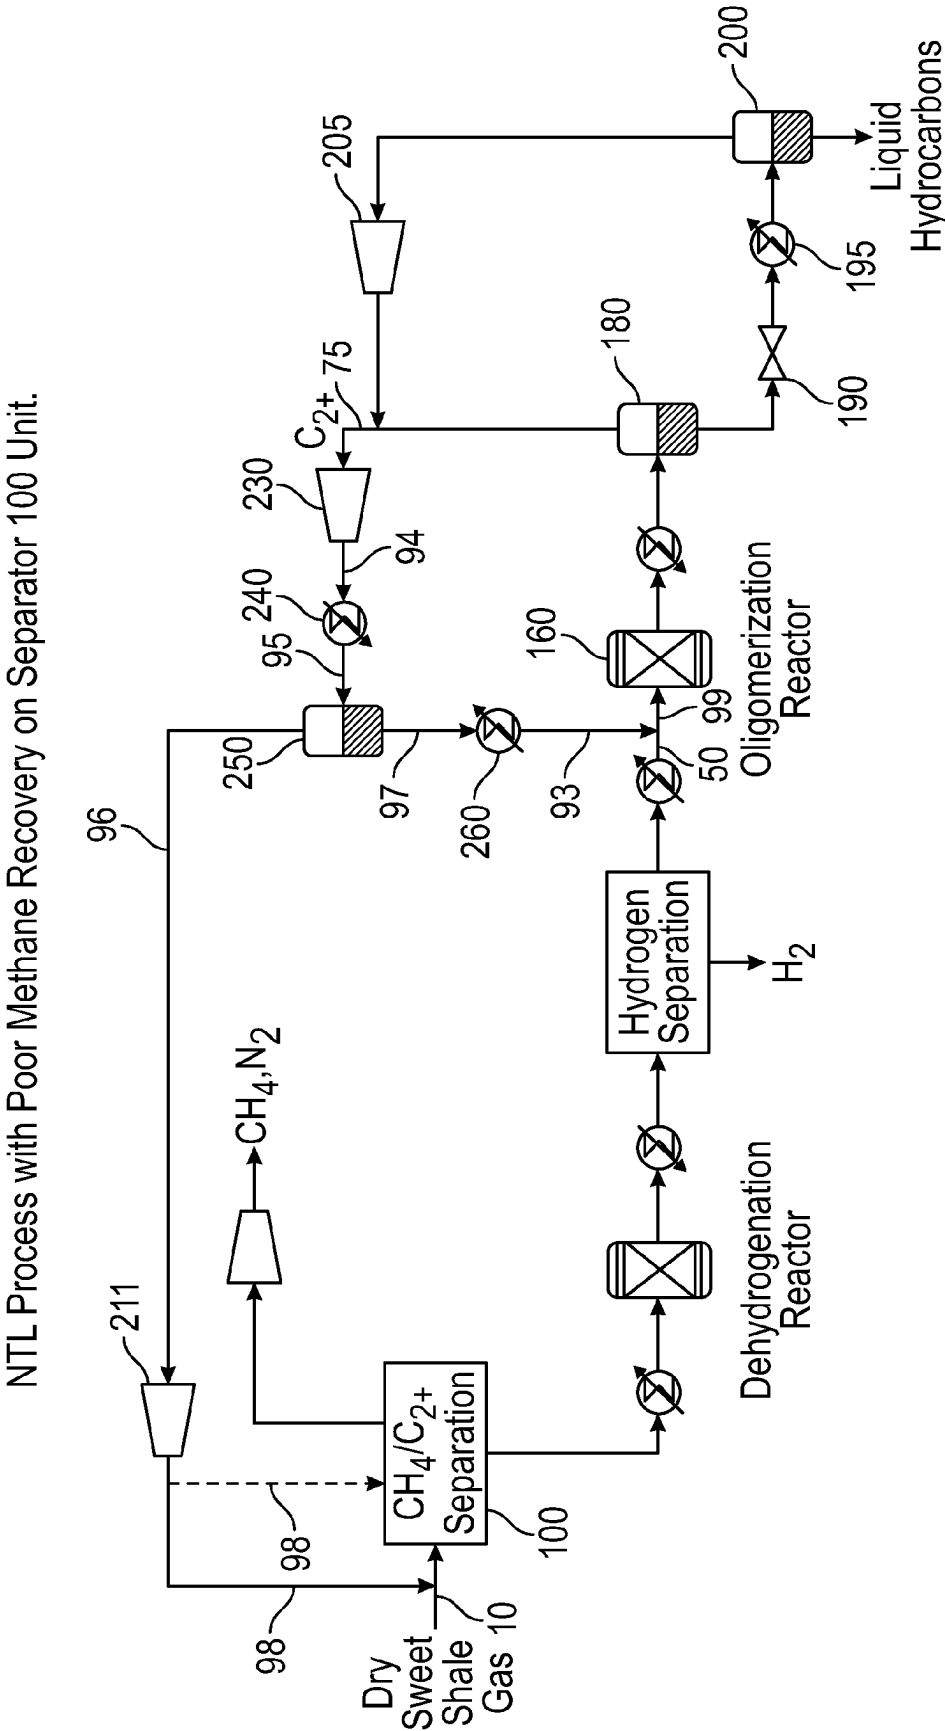 NTL Process with Poor Methane Recovery on Separator 100 Unit.
96
211
98
98
CH4,N2
CH4/C2+
Separation
100
Dry
Sweet
Shale
Gas
10
250
95
240
94
230
C2+
75
205
97
260
93
50
99
160
Oligomerization
Reactor
180
190
195
200
Liquid
Hydrocarbons
Hydrogen
Separation
H2
Dehydrogenation
Reactor